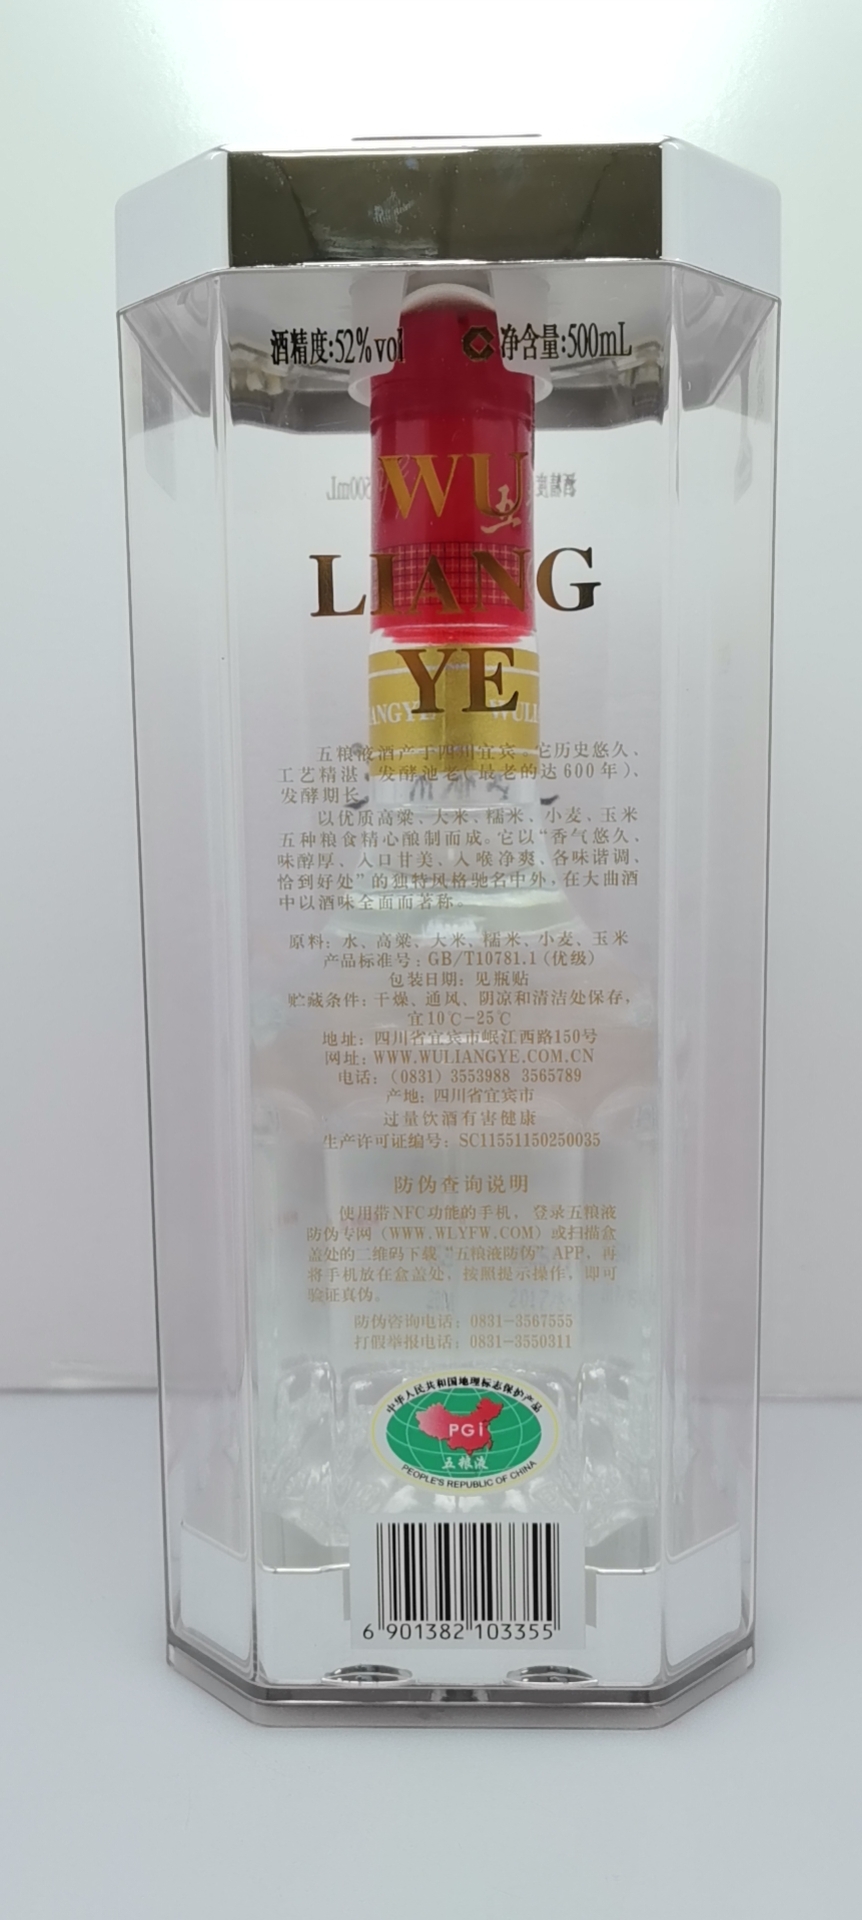 酒精度:52%vol 净含量:500mL
WU
LIANG
YE
五粮液酒产于四川宜宾。它历史悠久、
工艺精湛、发酵池老(最老的达600年)、
发酵期长。
以优质高粱、大米、糯米、小麦、玉米
五种粮食精心酿制而成。它以“香气悠久、
味醇厚、入口甘美、入喉净爽、各味谐调、
恰到好处”的独特风格驰名中外,在大曲酒
中以酒味全面而著称。
原料:水、高粱、大米、糯米、小麦、玉米
产品标准号:GB/T10781.1(优级)
包装日期:见瓶贴
贮藏条件:干燥、通风、阴凉和清洁处保存,
宜10℃-25℃
地址:四川省宜宾市岷江西路150号
网址:WWW.WULIANGYE.COM.CN
电话:(0831) 3553988 3565789
产地:四川省宜宾市
过量饮酒有害健康
生产许可证编号:SC11551150250035
防伪查询说明
使用带NFC功能的手机,登录五粮液
防伪专网(WWW.WLYFW.COM)或扫描盒
盖处的二维码下载“五粮液防伪”APP,再
将手机放在盒盖处,按照提示操作,即可
验证真伪。
防伪咨询电话:0831-3567555
打假举报电话:0831-3550311
中华人民共和国地理标志保护产品
PGi
五粮液
PEOPLE'S REPUBLIC OF CHINA
6 901382 103355